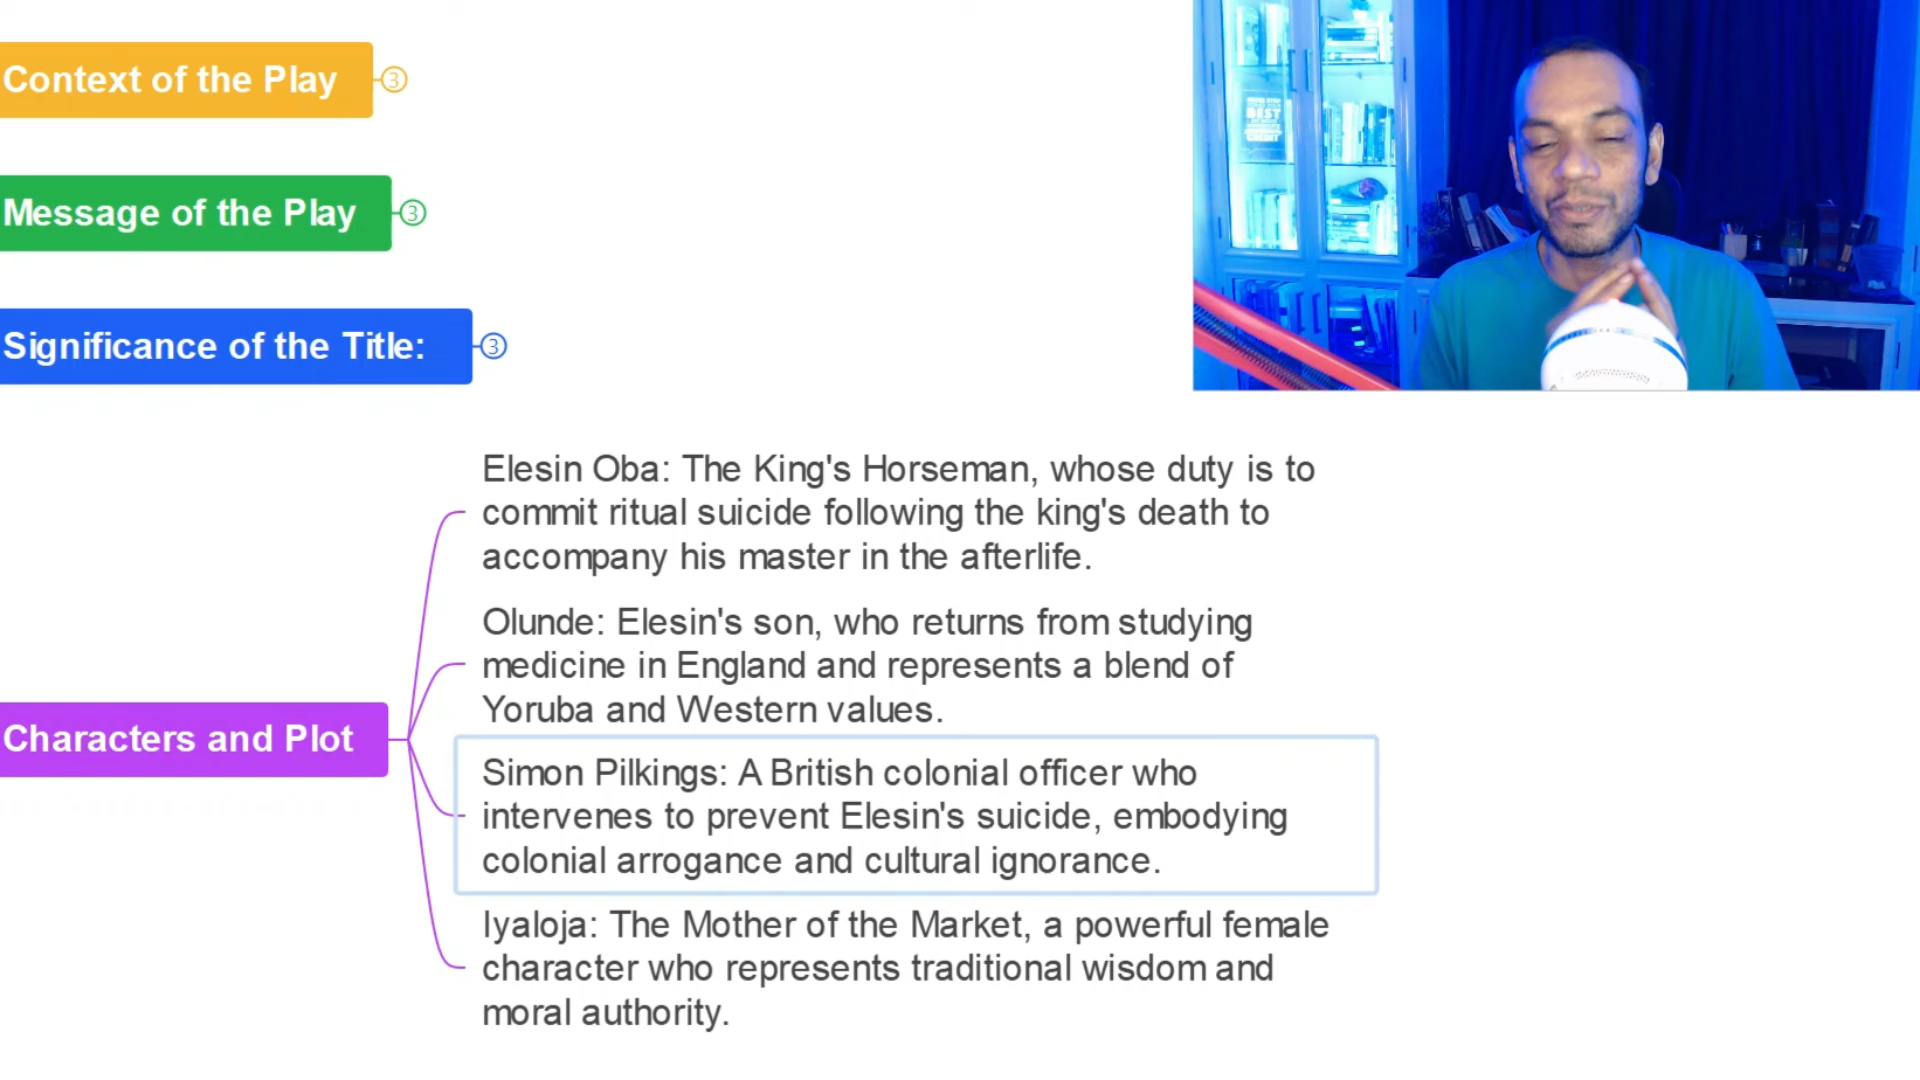 Context of the Play
3
Message of the Play
3
Significance of the Title:
3
Characters and Plot
Elesin Oba: The King's Horseman, whose duty is to
commit ritual suicide following the king's death to
accompany his master in the afterlife.
Olunde: Elesin's son, who returns from studying
medicine in England and represents a blend of
Yoruba and Western values.
Simon Pilkings: A British colonial officer who
intervenes to prevent Elesin's suicide, embodying
colonial arrogance and cultural ignorance.
Iyaloja: The Mother of the Market, a powerful female
character who represents traditional wisdom and
moral authority.
BEST